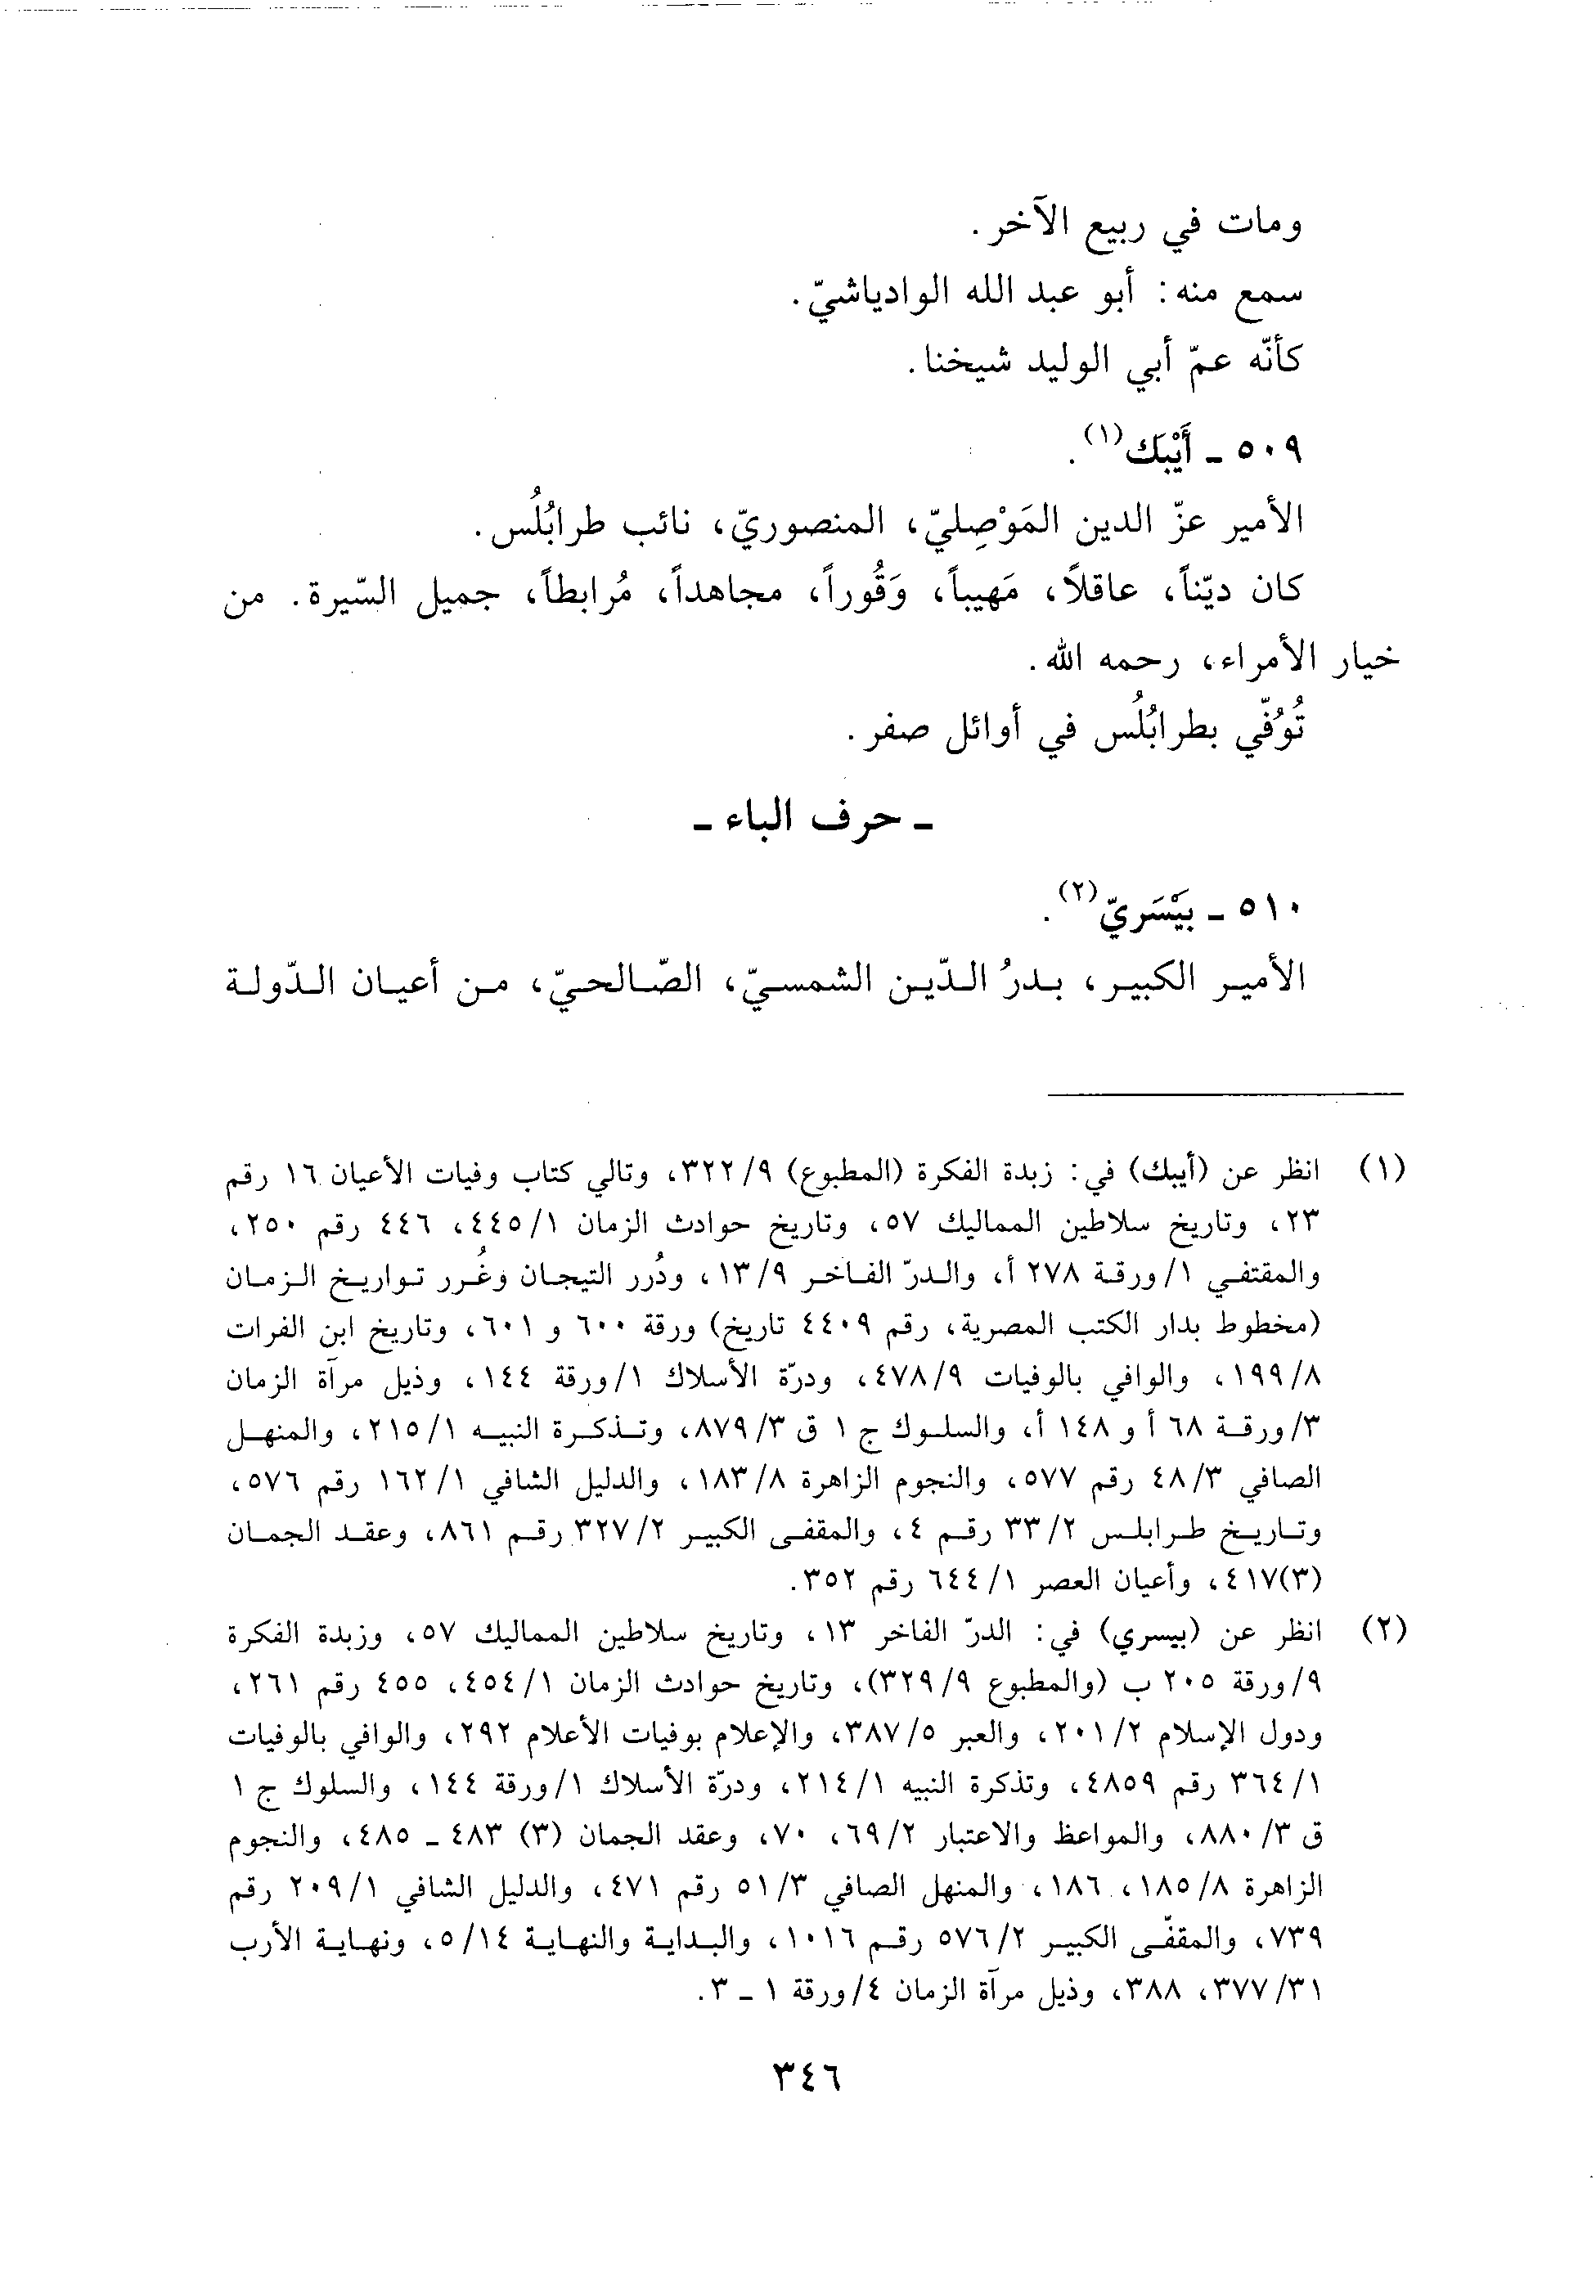 ومات في ربيع الآخر.
سمع منه: أبو عبد الله الوادياشيّ.
كأنّه عمّ أبي الوليد شيخنا.
٥٠٩ ـ أَيْبَك(١).
الأمير عزّ الدين المَوْصِليّ، المنصوريّ، نائب طرابُلُس.
كان ديّناً، عاقلاً، مَهيباً، وَقُوراً، مجاهداً، مُرابطاً، جميل السّيرة. من
خيار الأمراء، رحمه الله.
تُوُفّي بطرابُلُس في أوائل صفر.
ـ حرف الباء ـ
٥١٠ ـ بَيْسَريّ(٢).
الأمير الكبير، بدرُ الدّين الشمسيّ، الصّالحيّ، من أعيان الدّولة
(١) انظر عن (أيبك) في: زبدة الفكرة (المطبوع) ٣٢٢/٩، وتالي كتاب وفيات الأعيان ١٦ رقم
٢٣، وتاريخ سلاطين المماليك ٥٧، وتاريخ حوادث الزمان ٤٤٥/١، ٤٤٦ رقم ٢٥٠،
والمقتفي ١/ورقة ٢٧٨ أ، والدرّ الفاخر ١٣/٩، ودُرر التيجان وغُرر تواريخ الزمان
(مخطوط بدار الكتب المصرية، رقم ٤٤٠٩ تاريخ) ورقة ٦٠٠ و ٦٠١، وتاريخ ابن الفرات
١٩٩/٨، والوافي بالوفيات ٤٧٨/٩، ودرّة الأسلاك ١/ورقة ١٤٤، وذيل مرآة الزمان
٣/ورقة ٦٨ أ و ١٤٨ أ، والسلوك ج ١ ق ٨٧٩/٣، وتذكرة النبيه ٢١٥/١، والمنهل
الصافي ٤٨/٣ رقم ٥٧٧، والنجوم الزاهرة ١٨٣/٨، والدليل الشافي ١٦٢/١ رقم ٥٧٦،
وتاريخ طرابلس ٣٣/٢ رقم ٤، والمقفى الكبير ٣٢٧/٢ رقم ٨٦١، وعقد الجمان
(٣)٤١٧، وأعيان العصر ٦٤٤/١ رقم ٣٥٢.
(٢) انظر عن (بيسري) في: الدرّ الفاخر ١٣، وتاريخ سلاطين المماليك ٥٧، وزبدة الفكرة
٩/ورقة ٢٠٥ ب (والمطبوع ٣٢٩/٩)، وتاريخ حوادث الزمان ٤٥٤/١، ٤٥٥ رقم ٢٦١،
ودول الإسلام ٢٠١/٢، والعبر ٣٨٧/٥، والإعلام بوفيات الأعلام ٢٩٢، والوافي بالوفيات
٣٦٤/١ رقم ٤٨٥٩، وتذكرة النبيه ٢١٤/١، ودرّة الأسلاك ١/ورقة ١٤٤، والسلوك ج ١
ق ٨٨٠/٣، والمواعظ والاعتبار ٦٩/٢، ٧٠، وعقد الجمان (٣) ٤٨٣ ـ ٤٨٥، والنجوم
الزاهرة ١٨٥/٨، ١٨٦، والمنهل الصافي ٥١/٣ رقم ٤٧١، والدليل الشافي ٢٠٩/١ رقم
٧٣٩، والمقفّى الكبير ٥٧٦/٢ رقم ١٠١٦، والبداية والنهاية ٥/١٤، ونهاية الأرب
٣٧٧/٣١، ٣٨٨، وذيل مرآة الزمان ٤/ورقة ١ ـ ٣.
٣٤٦